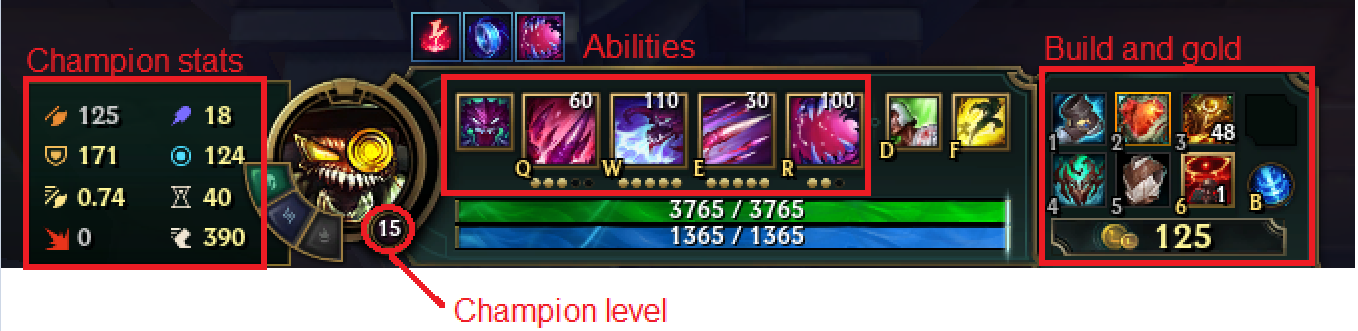 Abilities
Champion stats
Build and gold
125 18
171 124
0.74 40
0 390
60 110 30 100
Q W E R D F
3765 / 3765
1365 / 1365
15
1 2 3 48
4 5 6 1 B
125
Champion level